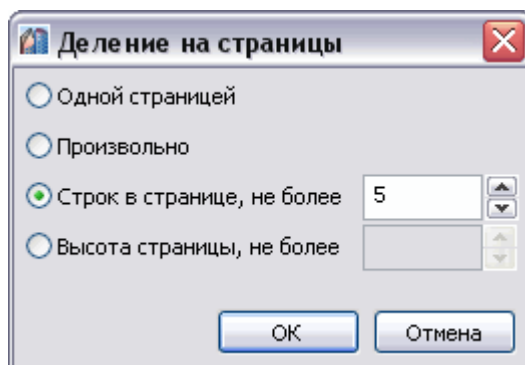 Деление на страницы
Одной страницей
Произвольно
Строк в странице, не более 5
Высота страницы, не более
ОК Отмена